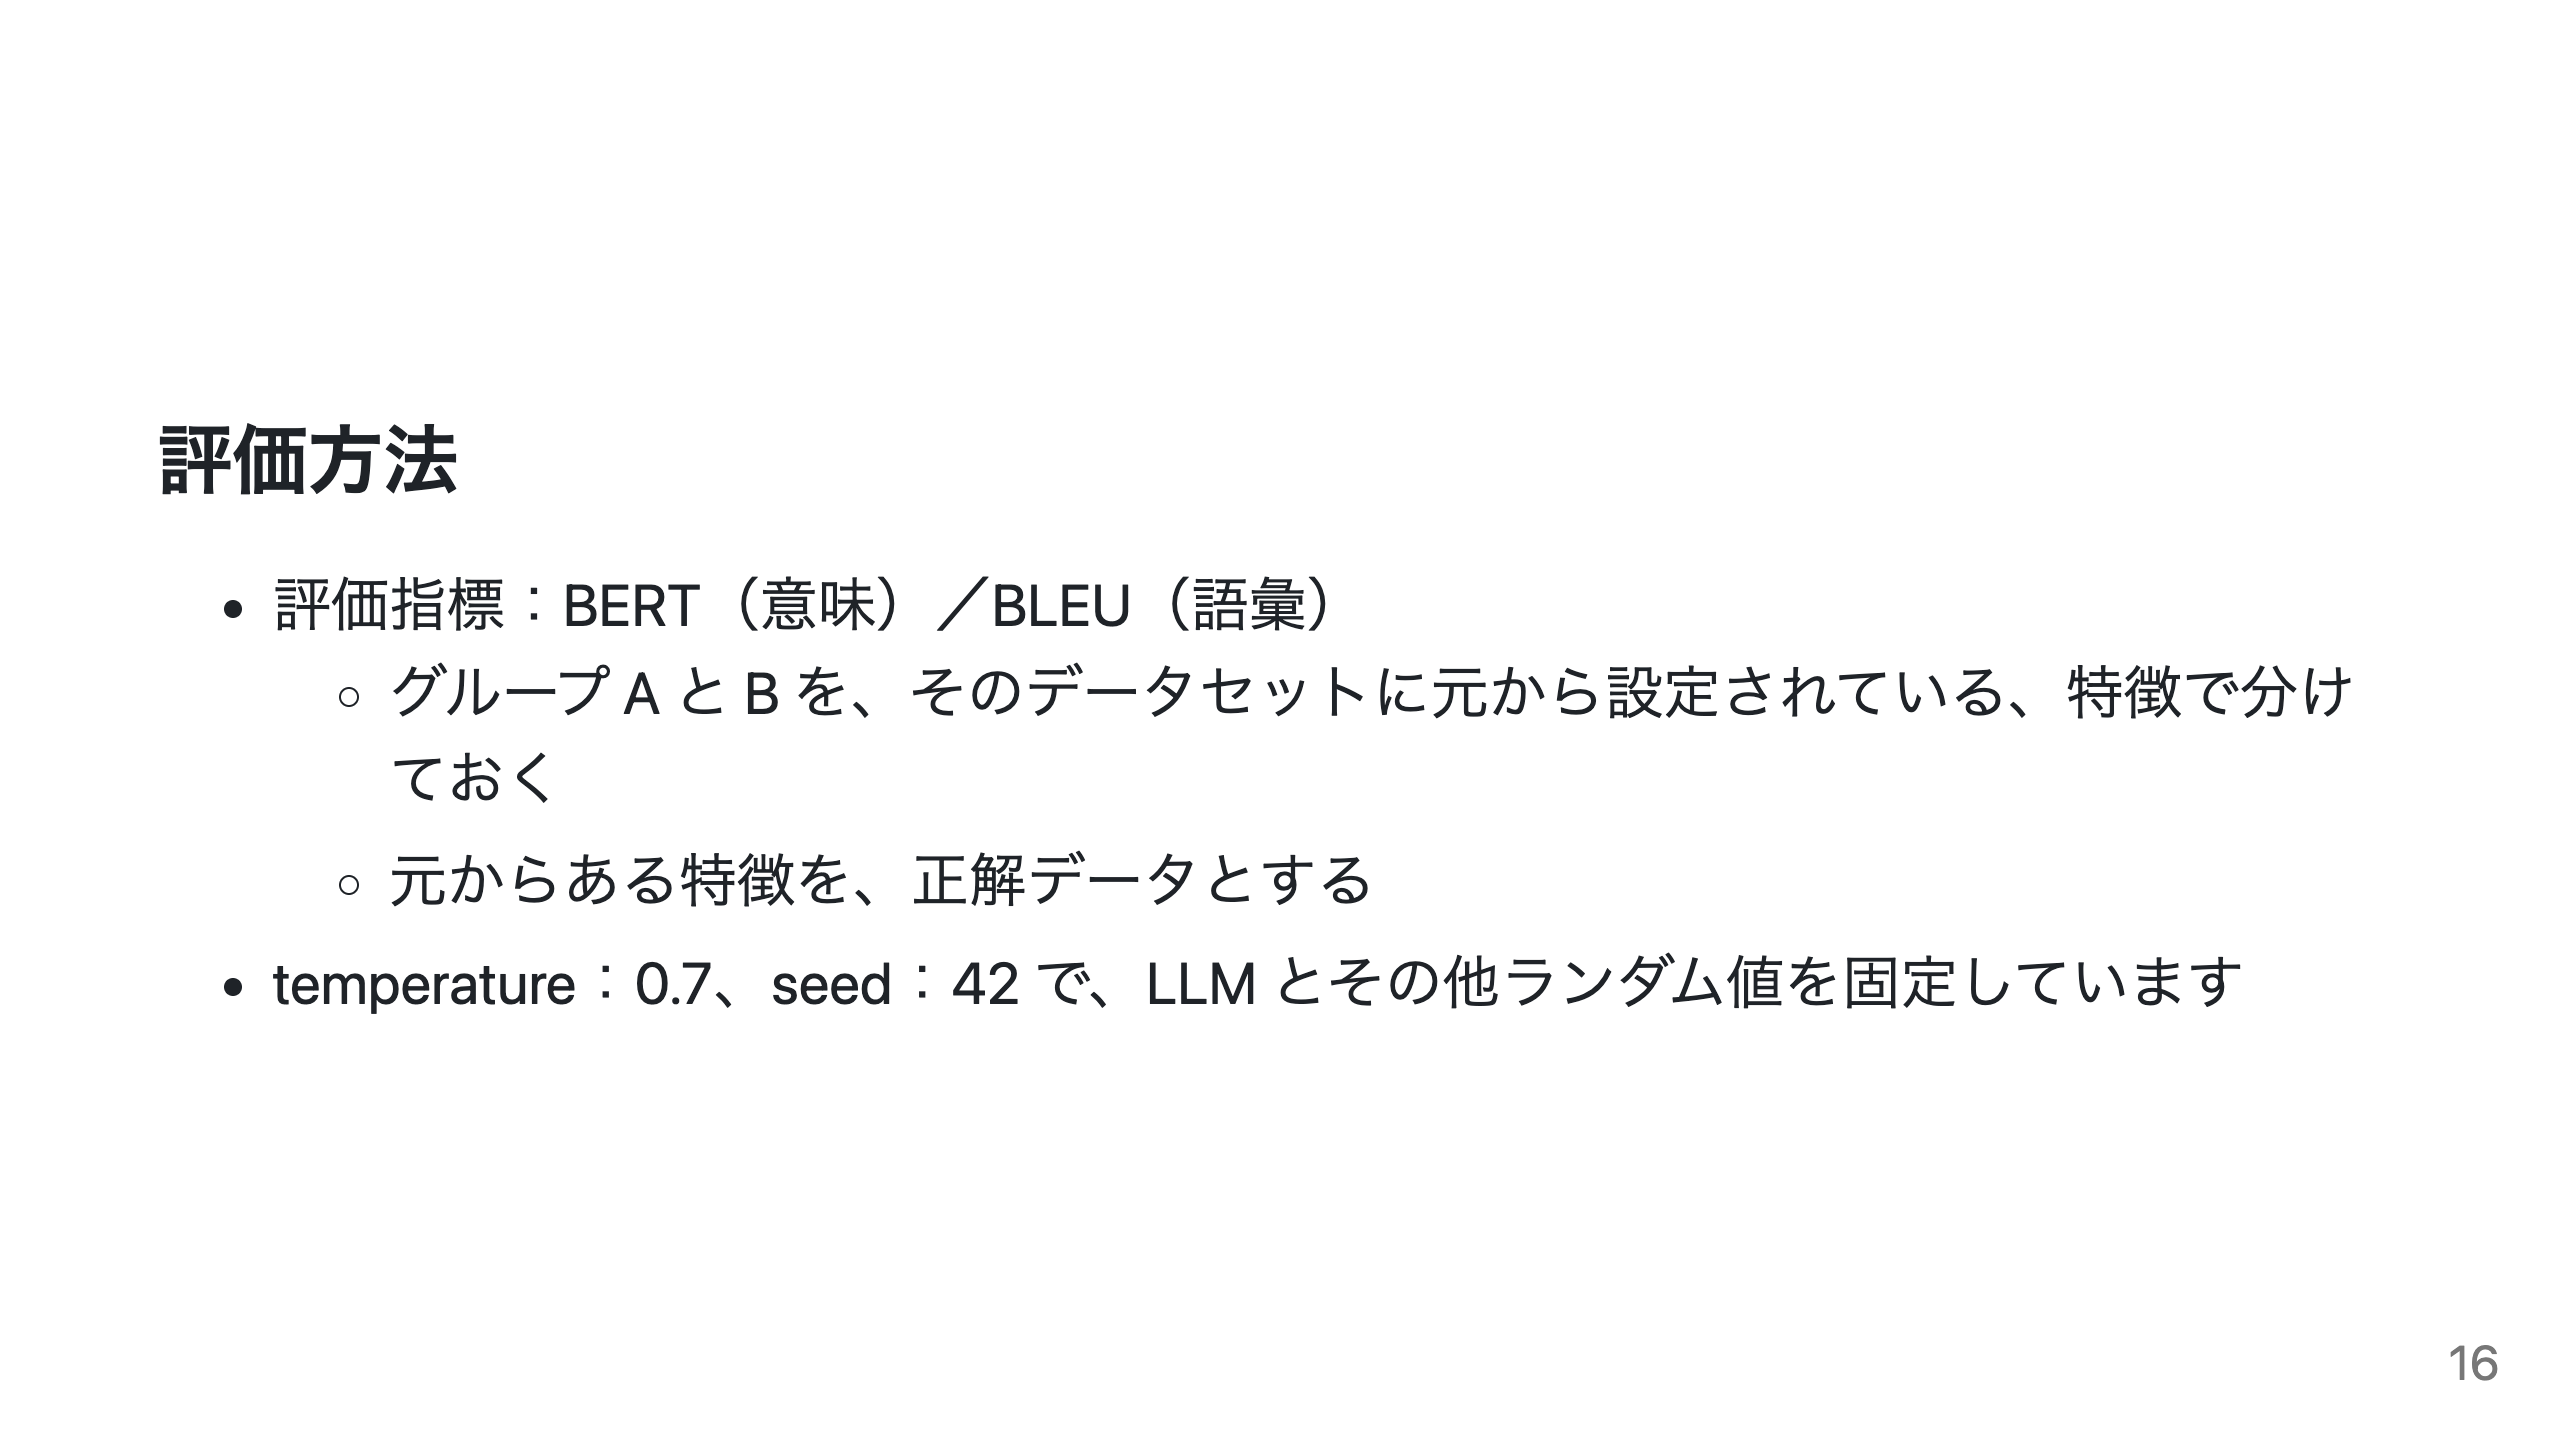 評価方法
• 評価指標：BERT（意味）／BLEU（語彙）
◦ グループ A と B を、そのデータセットに元から設定されている、特徴で分け
ておく
◦ 元からある特徴を、正解データとする
• temperature：0.7、seed：42 で、LLM とその他ランダム値を固定しています
16